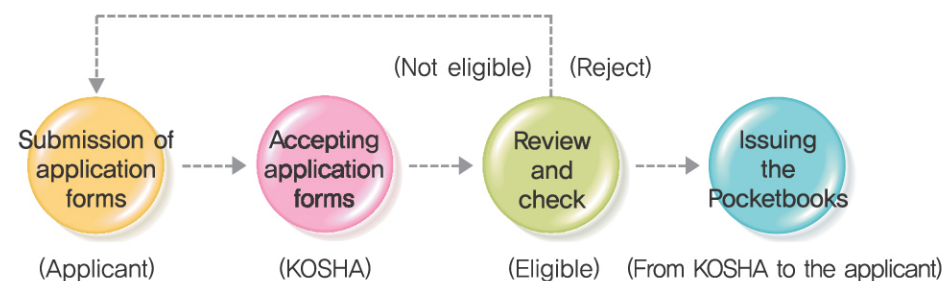 (Not eligible) (Reject)
Submission of
application
forms
Accepting
application
forms
Review
and
check
Issuing
the
Pocketbooks
(Applicant)
(KOSHA)
(Eligible)
(From KOSHA to the applicant)